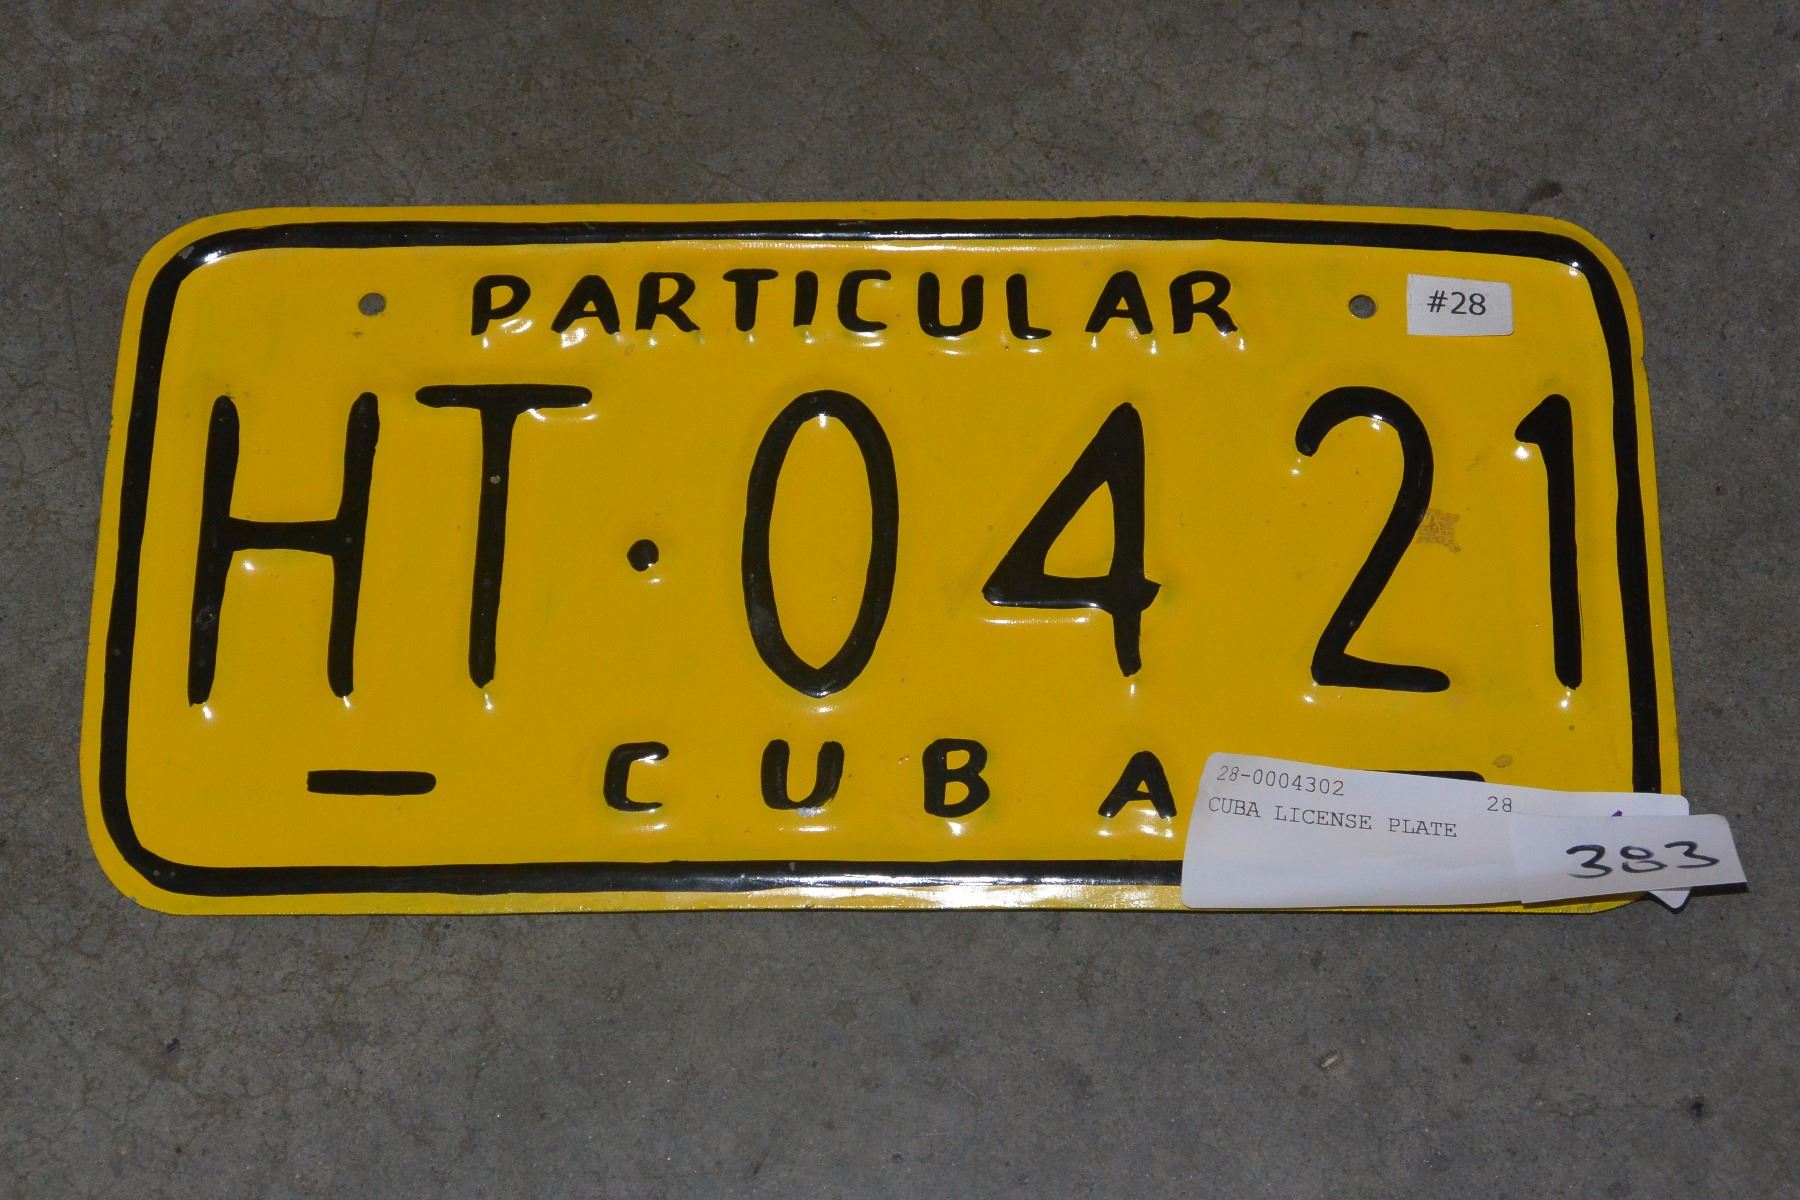 PARTICULAR
#28
HT·0421
— CUBA
28-0004302 28
CUBA LICENSE PLATE
383